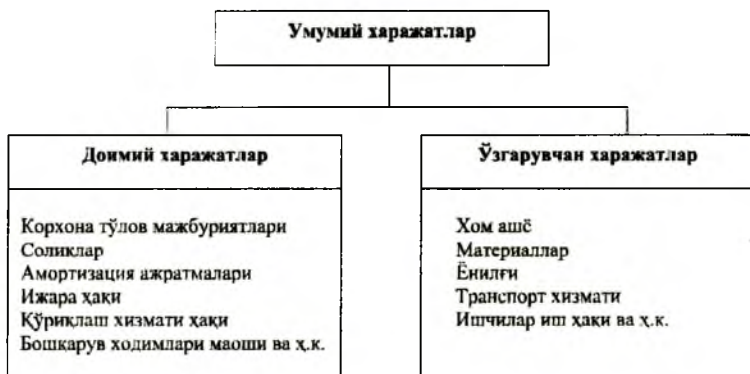 Умумий харажатлар
Доимий харажатлар
Корхона тўлов мажбуриятлари
Солиқлар
Амортизация ажратмалари
Ижара ҳақи
Қўриқлаш хизмати ҳақи
Бошқарув ходимлари маоши ва ҳ.к.
Ўзгарувчан харажатлар
Хом ашё
Материаллар
Ёнилғи
Транспорт хизмати
Ишчилар иш ҳақи ва ҳ.к.